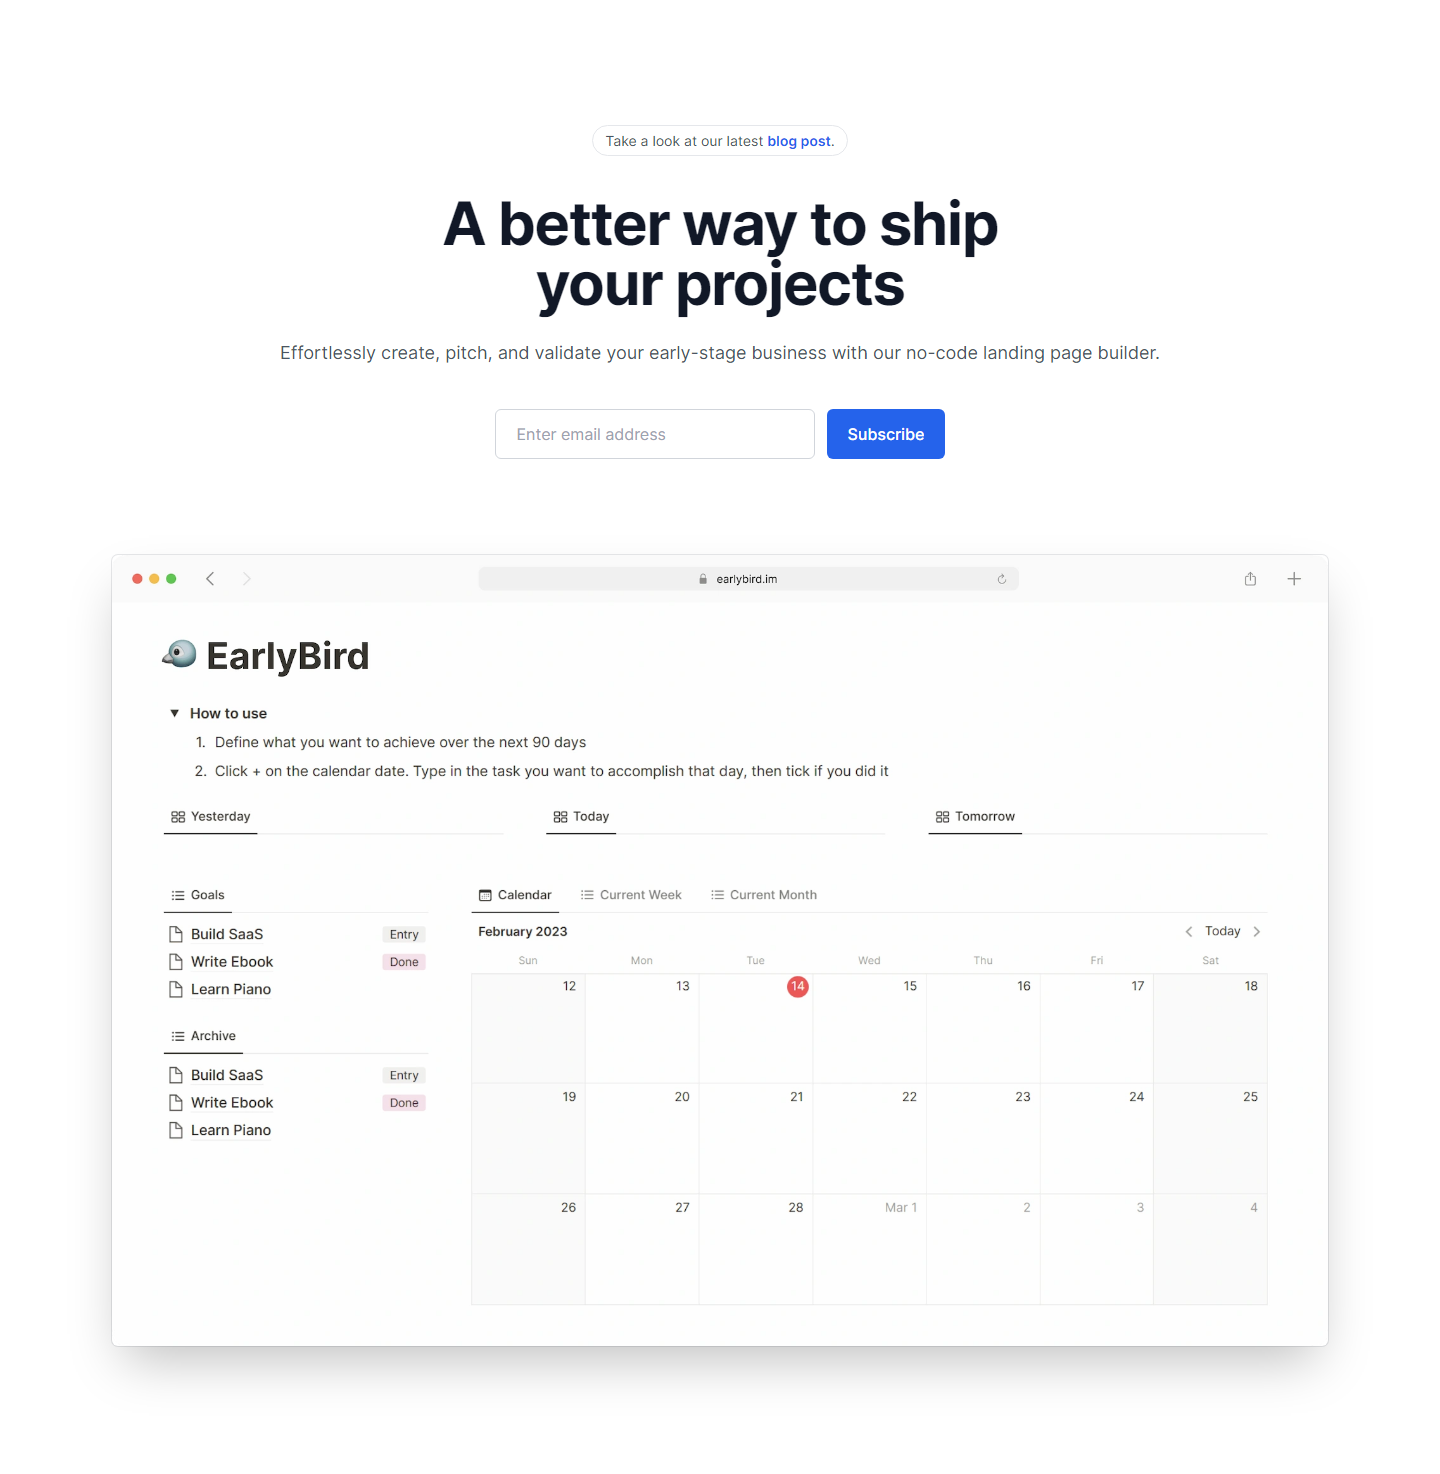 Take a look at our latest blog post.
A better way to ship
your projects
Effortlessly create, pitch, and validate your early-stage business with our no-code landing page builder.
Enter email address
Subscribe
earlybird.im
EarlyBird
How to use
1. Define what you want to achieve over the next 90 days
2. Click + on the calendar date. Type in the task you want to accomplish that day, then tick if you did it
Yesterday
Today
Tomorrow
Goals
Build SaaS Entry
Write Ebook Done
Learn Piano
Archive
Build SaaS Entry
Write Ebook Done
Learn Piano
Calendar Current Week Current Month
February 2023 Today
Sun Mon Tue Wed Thu Fri Sat
12 13 14 15 16 17 18
19 20 21 22 23 24 25
26 27 28 Mar 1 2 3 4